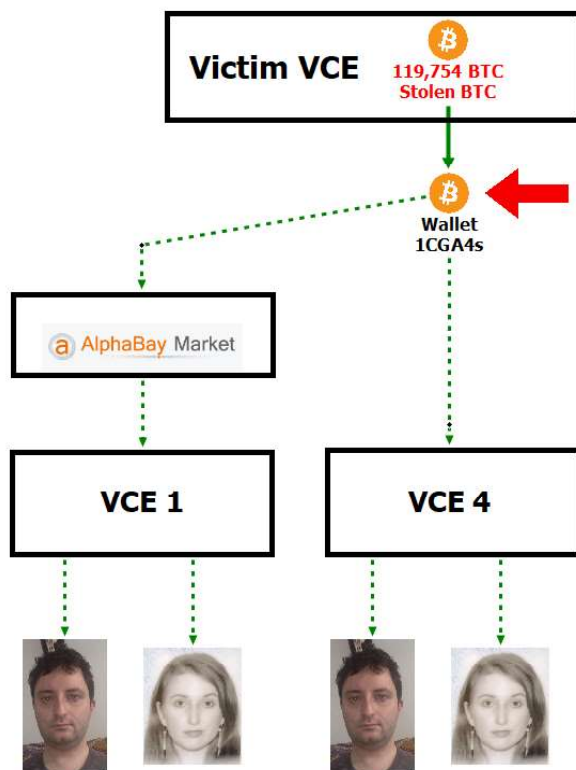 Victim VCE
119,754 BTC
Stolen BTC
Wallet
1CGA4s
a AlphaBay Market
VCE 1
VCE 4